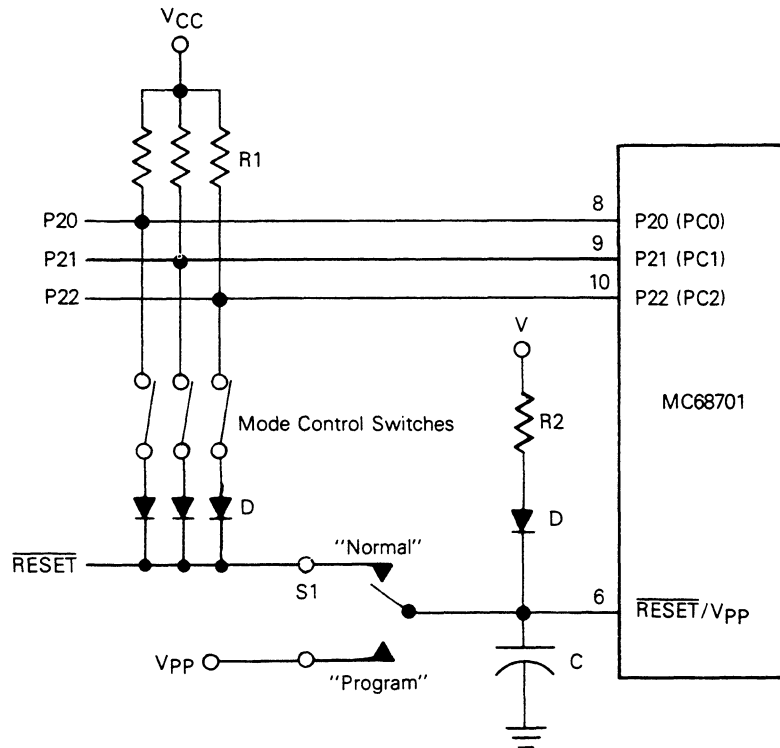 VCC
R1
P20
8
P20 (PC0)
P21
9
P21 (PC1)
P22
10
P22 (PC2)
V
MC68701
R2
Mode Control Switches
D
D
"Normal"
RESET
S1
6
RESET/VPP
VPP
"Program"
C